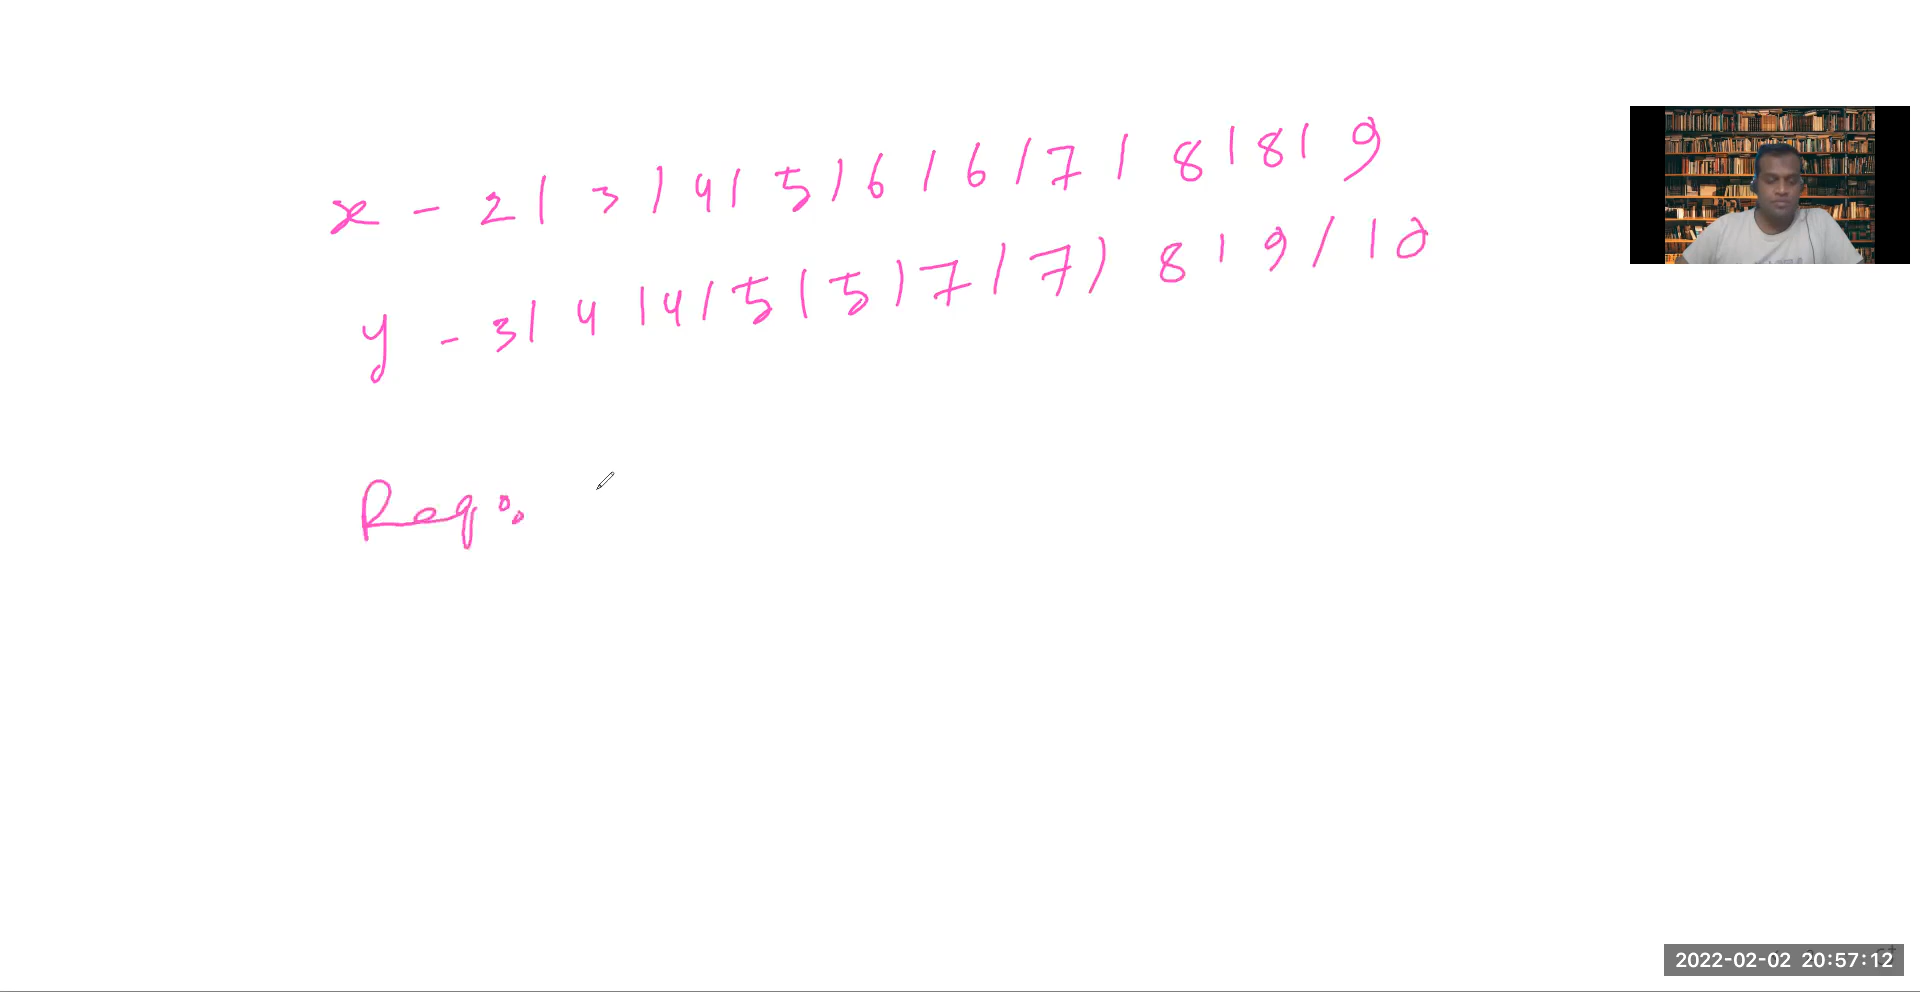 x - 2 | 3 | 4 | 5 | 6 | 6 | 7 | 8 | 8 | 9
y - 3 | 4 | 4 | 5 | 5 | 7 | 7 | 8 | 9 | 10
Req:
2022-02-02 20:57:12